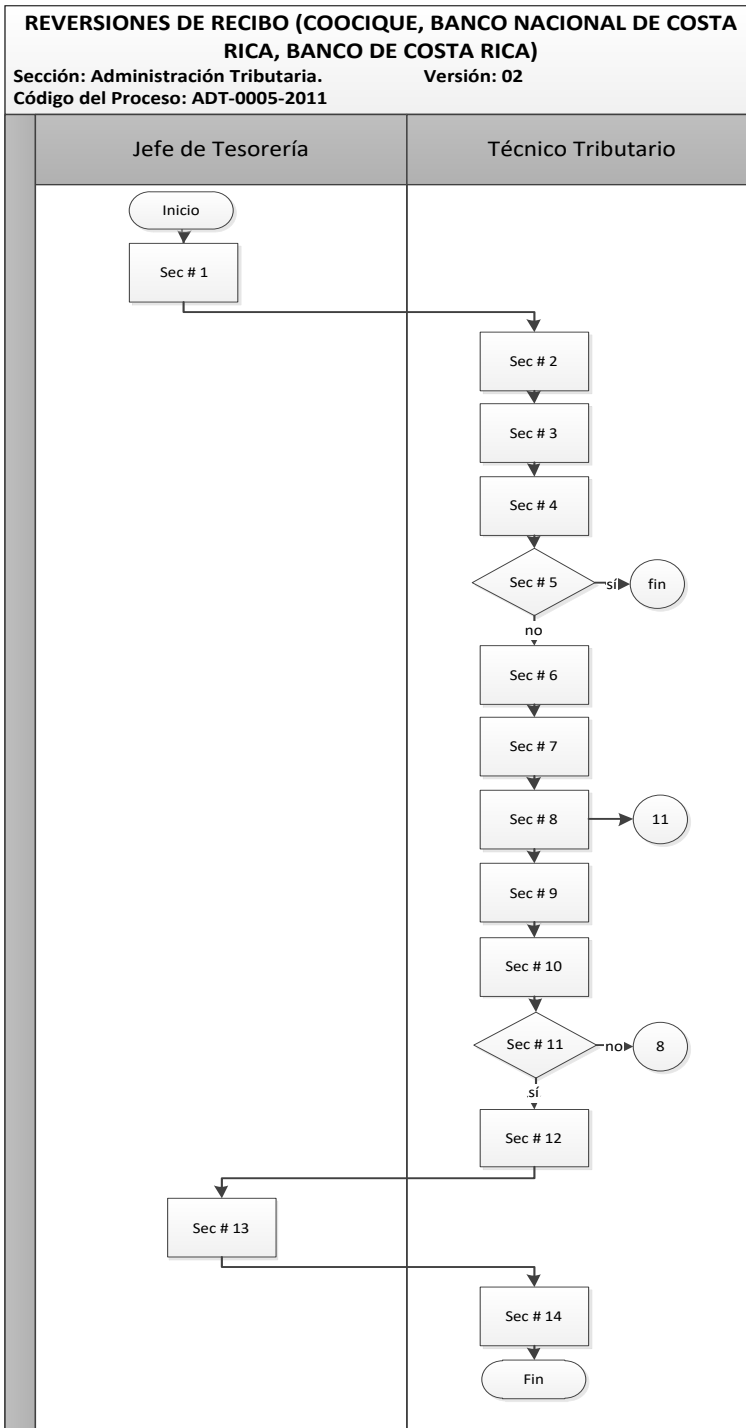 REVERSIONES DE RECIBO (COOCIQUE, BANCO NACIONAL DE COSTA
RICA, BANCO DE COSTA RICA)
Sección: Administración Tributaria. Versión: 02
Código del Proceso: ADT-0005-2011
Jefe de Tesorería Técnico Tributario
Inicio
Sec # 1
Sec # 2
Sec # 3
Sec # 4
Sec # 5 sí fin
no
Sec # 6
Sec # 7
Sec # 8 11
Sec # 9
Sec # 10
Sec # 11 no 8
sí
Sec # 12
Sec # 13
Sec # 14
Fin